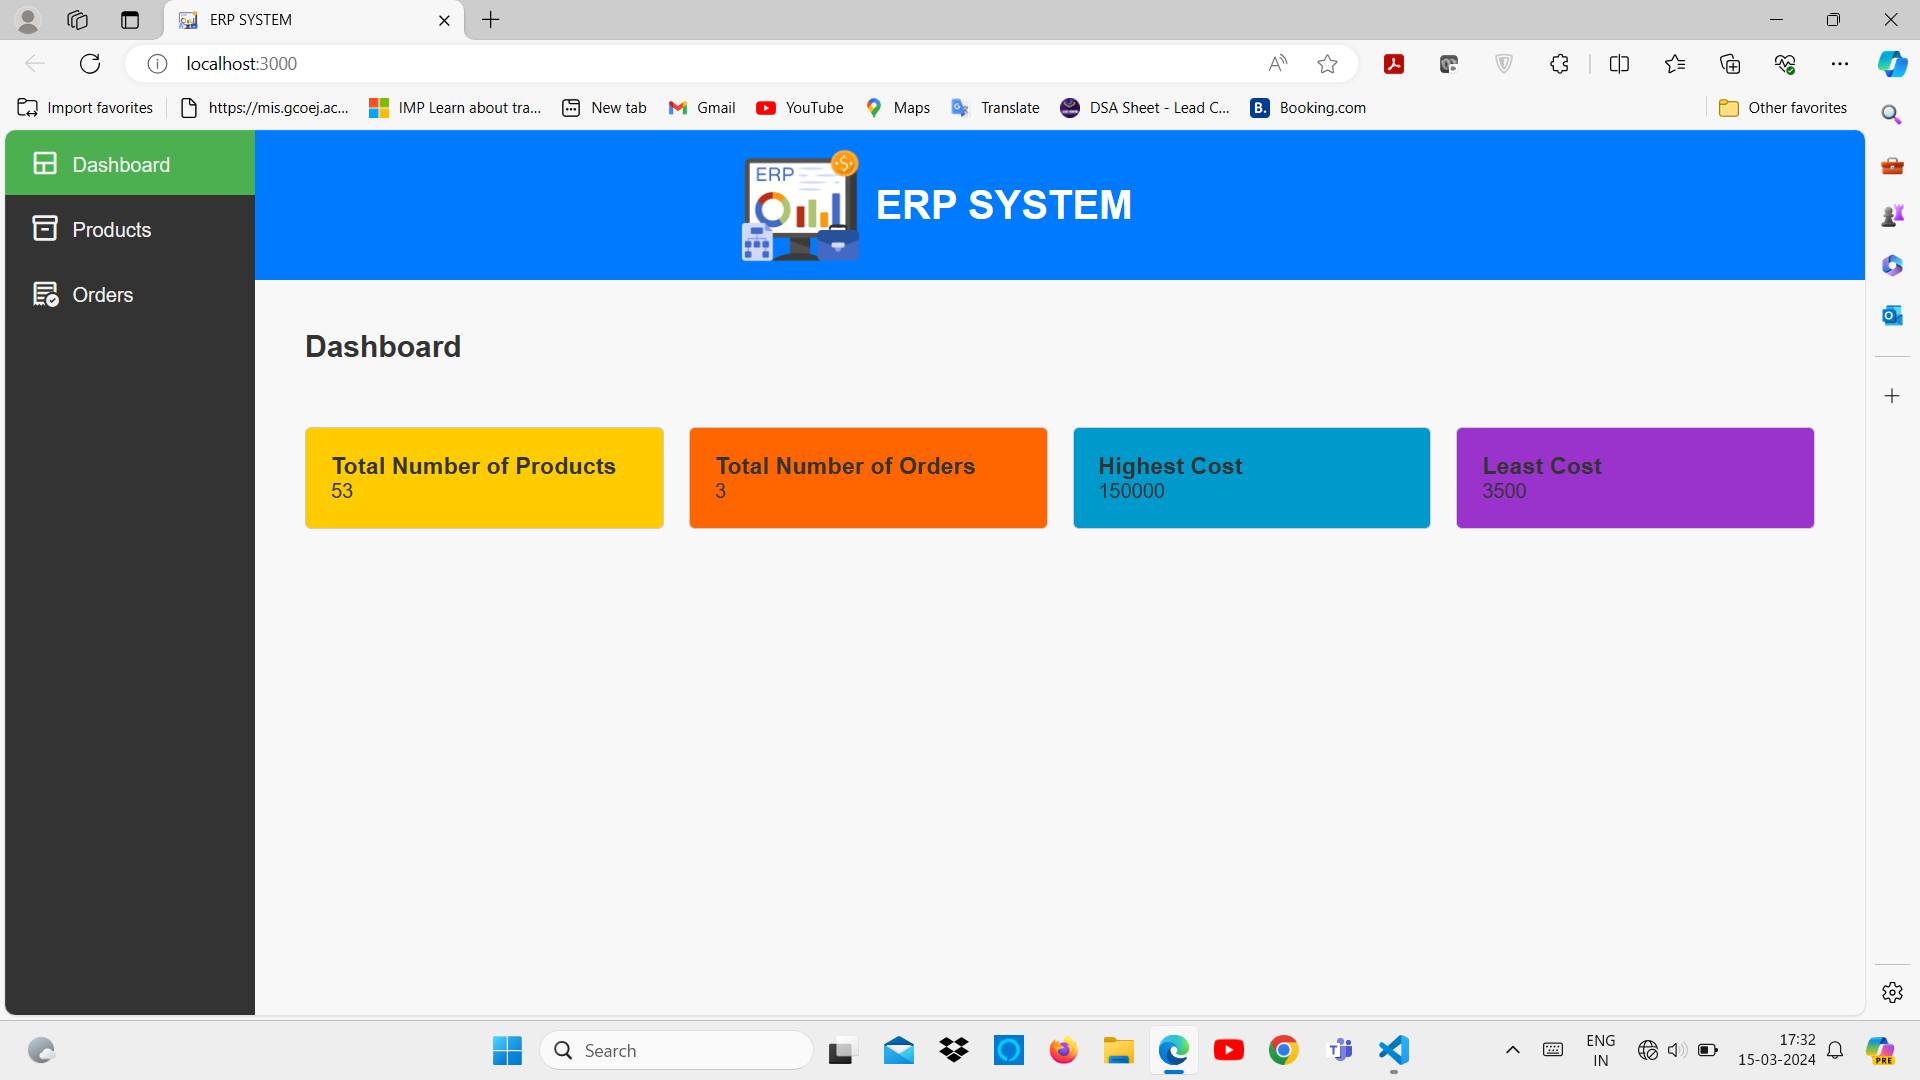 ERP SYSTEM
localhost:3000
Import favorites
https://mis.gcoej.ac...
IMP Learn about tra...
New tab
Gmail
YouTube
Maps
Translate
DSA Sheet - Lead C...
B. Booking.com
Other favorites
Dashboard
Products
Orders
ERP
ERP SYSTEM
Dashboard
Total Number of Products
53
Total Number of Orders
3
Highest Cost
150000
Least Cost
3500
Search
ENG
IN
17:32
15-03-2024
PRE